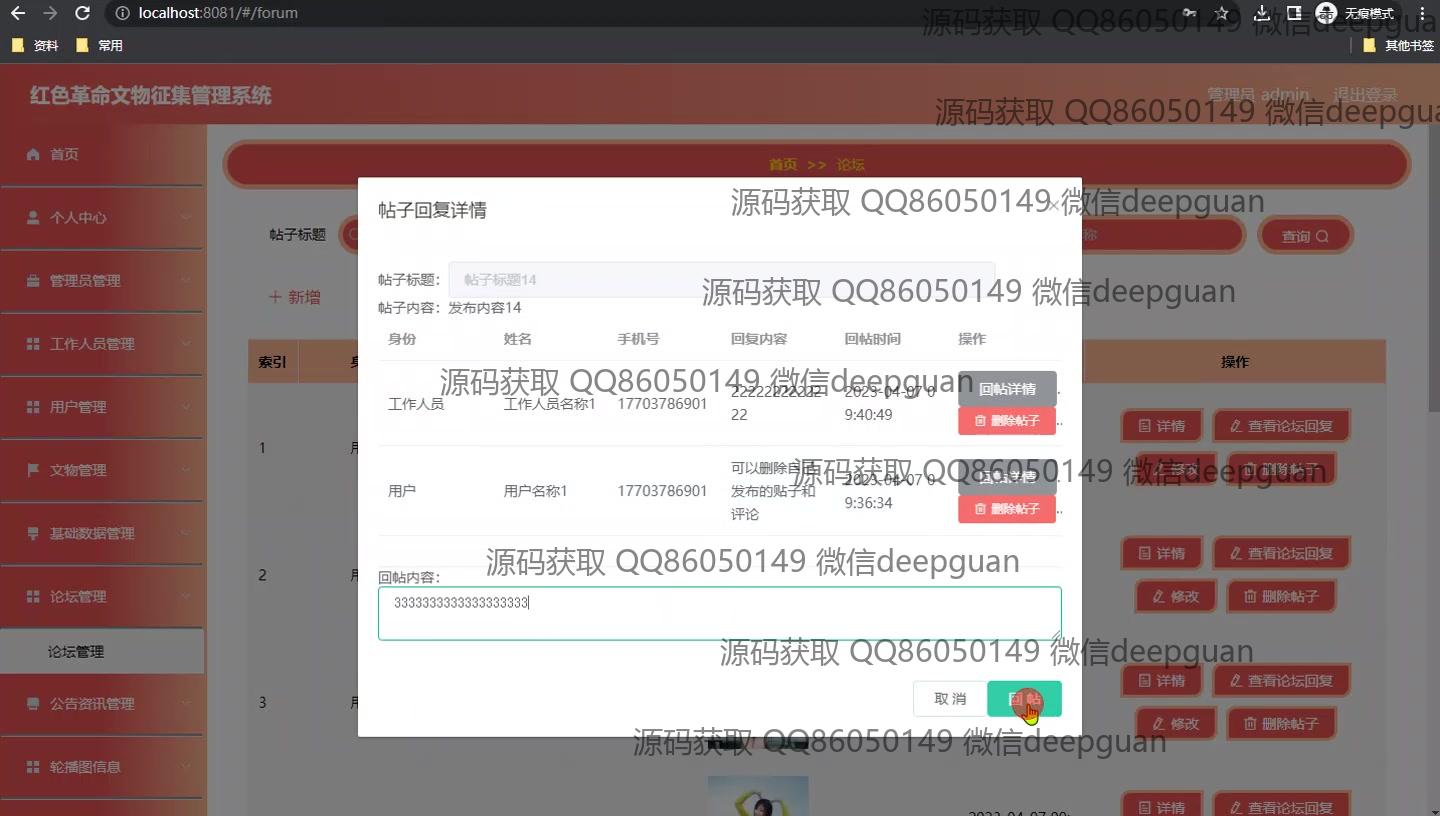 localhost:8081/#/forum
无痕模式
资料 常用
其他书签
源码获取 QQ86050149 微信deepgua
红色革命文物征集管理系统
管理员 admin 退出登录
源码获取 QQ86050149 微信deepgua
首页
首页 >> 论坛
个人中心
帖子回复详情
源码获取 QQ86050149 微信deepguan
帖子标题
称
查询
管理员管理
帖子标题: 帖子标题14
新增
源码获取 QQ86050149 微信deepguan
帖子内容: 发布内容14
工作人员管理
身份 姓名 手机号 回复内容 回帖时间 操作
索引
操作
源码获取 QQ86050149 微信deepguan
工作人员 工作人员名称1 17703786901 22222222222 2023-04-07 0 回帖详情
22 9:40:49 删除帖子
用户管理
1
详情 查看论坛回复
修改 删除帖子
文物管理
源码获取 QQ86050149 微信deepguan
用户 用户名称1 17703786901 可以删除自己 2023-04-07 0 回帖详情
发布的贴子和 9:36:34 删除帖子
评论
基础数据管理
源码获取 QQ86050149 微信deepguan
2
详情 查看论坛回复
修改 删除帖子
回帖内容:
3333333333333333333
论坛管理
论坛管理
源码获取 QQ86050149 微信deepguan
3
详情 查看论坛回复
修改 删除帖子
取消 回帖
公告资讯管理
源码获取 QQ86050149 微信deepguan
轮播图信息
详情 查看论坛回复